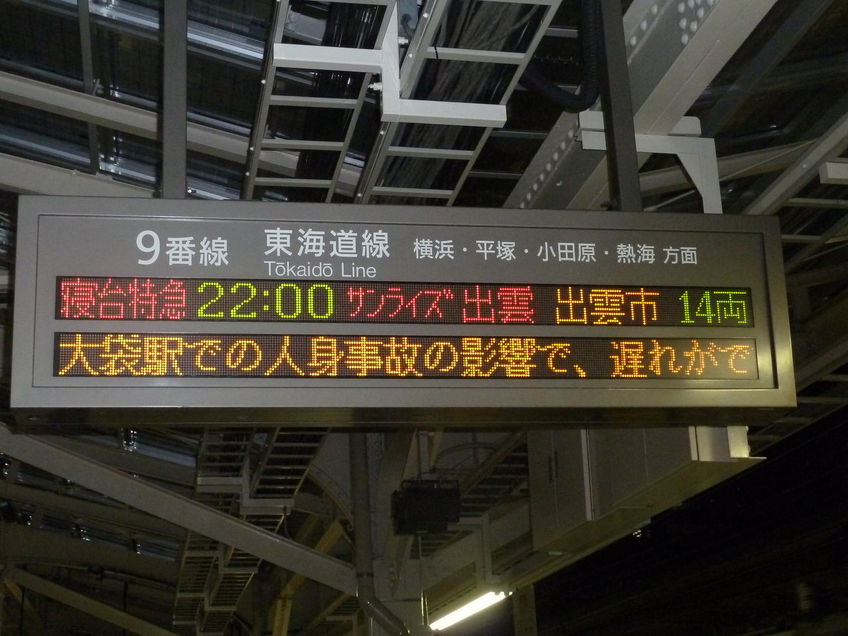 9番線 東海道線 横浜・平塚・小田原・熱海 方面
Tōkaidō Line
寝台特急 22:00 サンライズ出雲 出雲市 14両
大袋駅での人身事故の影響で、遅れがで